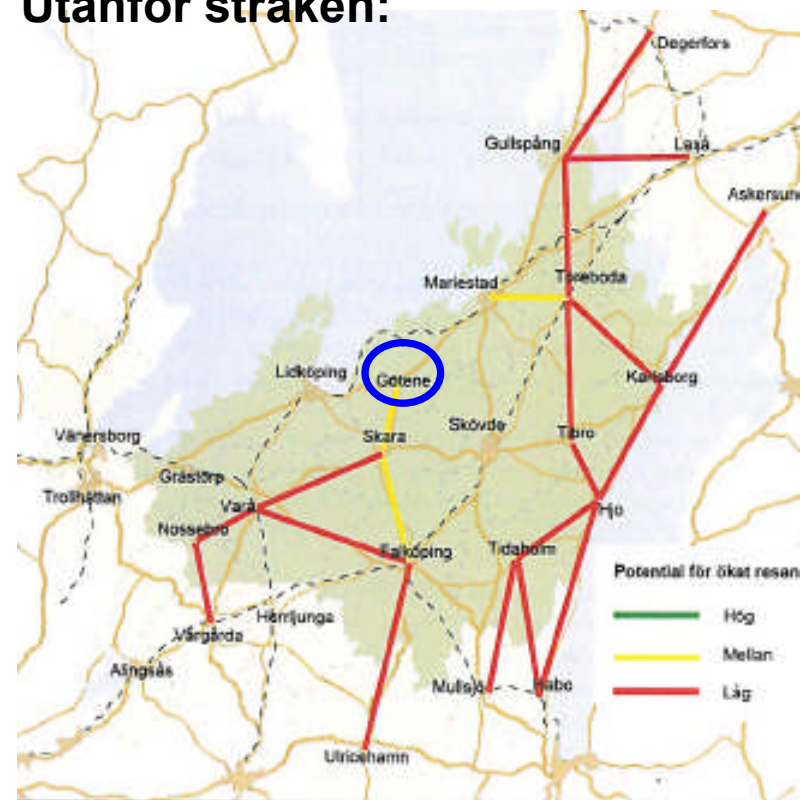 Utanför stråken:
Degerfors
Gullspång
Laxå
Askersun
Mariestad
Töreboda
Lidköping
Götene
Karlsborg
Vänersborg
Skara
Skövde
Tibro
Grästorp
Trollhättan
Vara
Hjo
Nossebro
Falköping
Tidaholm
Potential för ökat resan
Hög
Herrljunga
Vårgårda
Mellan
Alingsås
Mullsjö
Habo
Låg
Ulricehamn